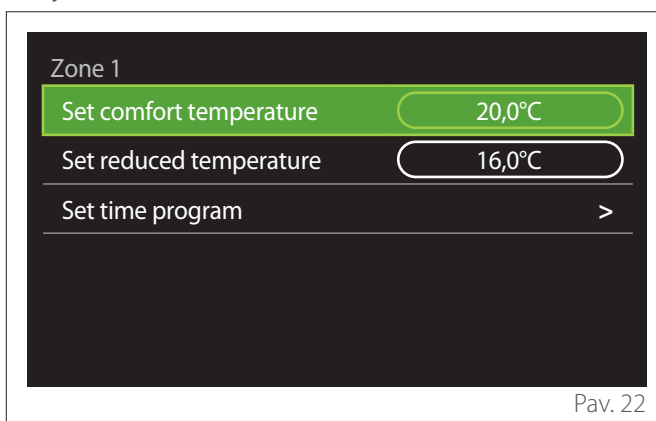 Zone 1
Set comfort temperature 20,0°C
Set reduced temperature 16,0°C
Set time program >
Pav. 22